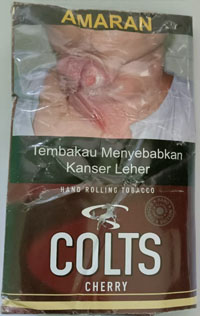 AMARAN
Tembakau Menyebabkan
Kanser Leher
HAND ROLLING TOBACCO
COLTS
CHERRY